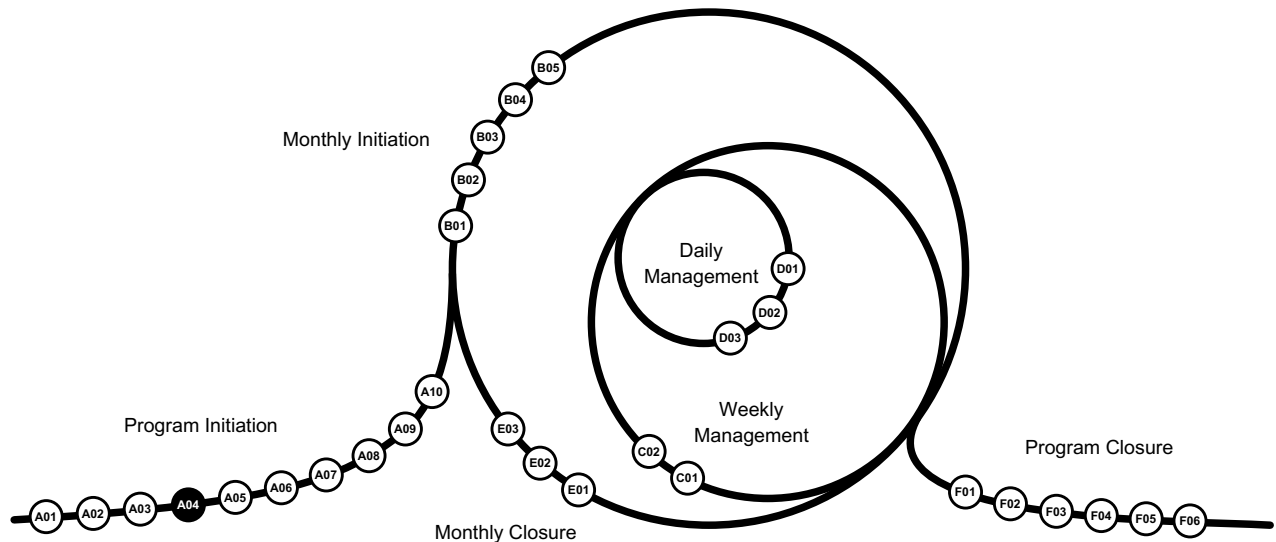 B05
B04
Monthly Initiation
B03
B02
B01
Daily
Management
D01
D02
D03
A10
Program Initiation
A09
A08
A07
A06
A05
A04
A03
A02
A01
E03
E02
E01
Monthly Closure
Weekly
Management
C02
C01
Program Closure
F01
F02
F03
F04
F05
F06